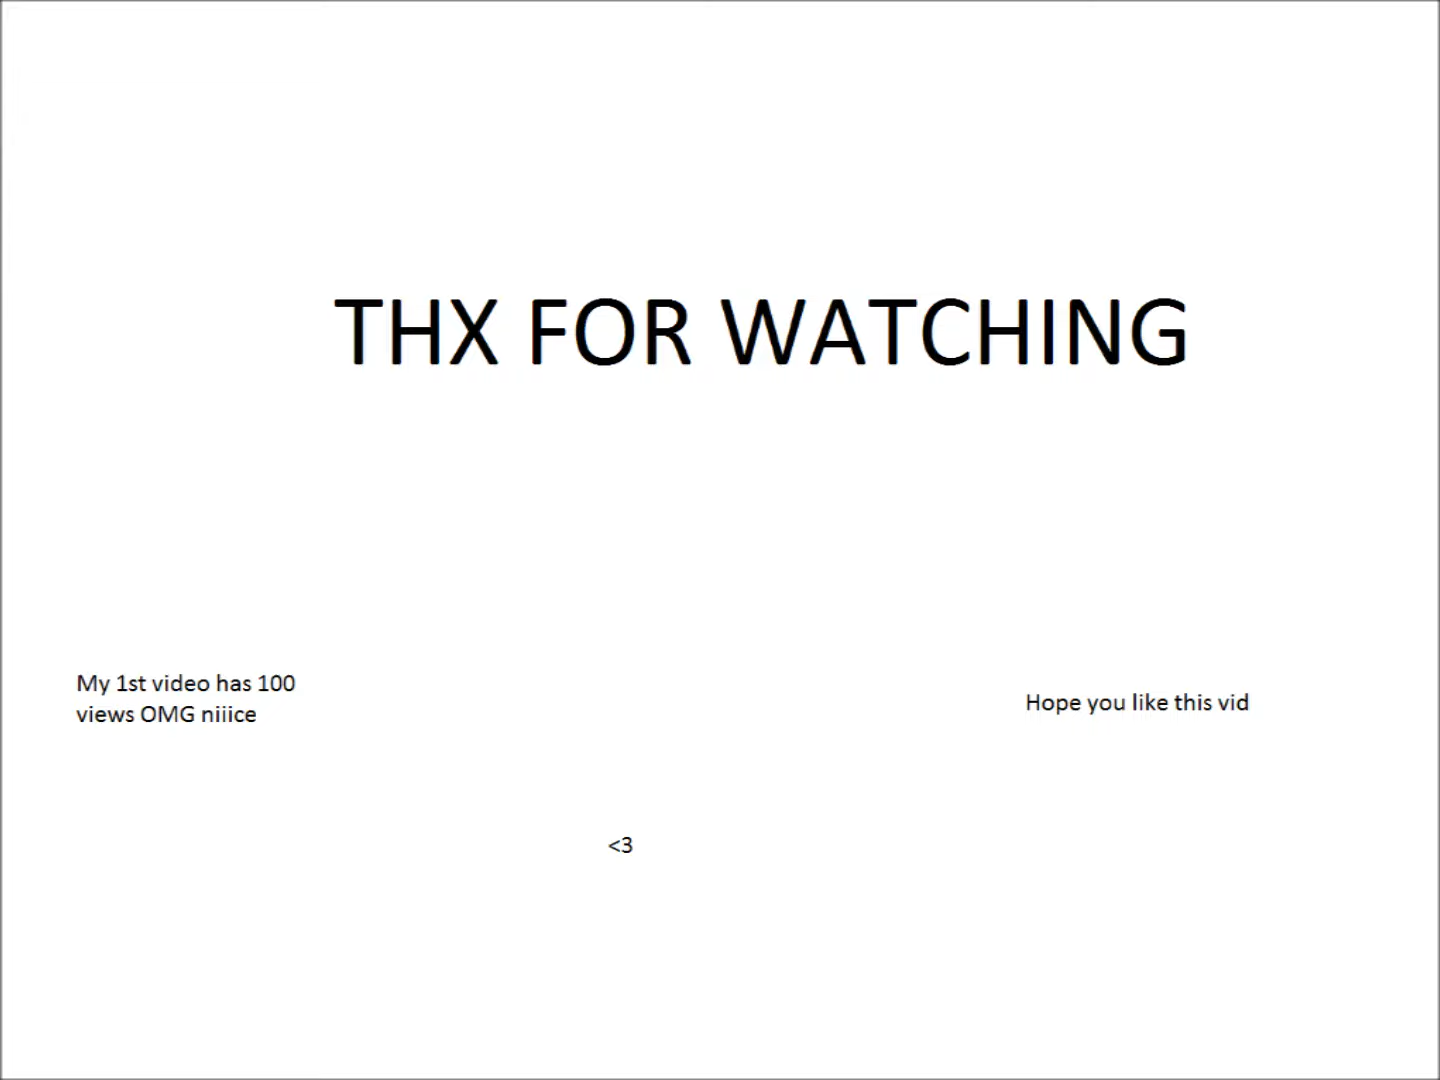 THX FOR WATCHING
My 1st video has 100
views OMG niiice
Hope you like this vid
<3